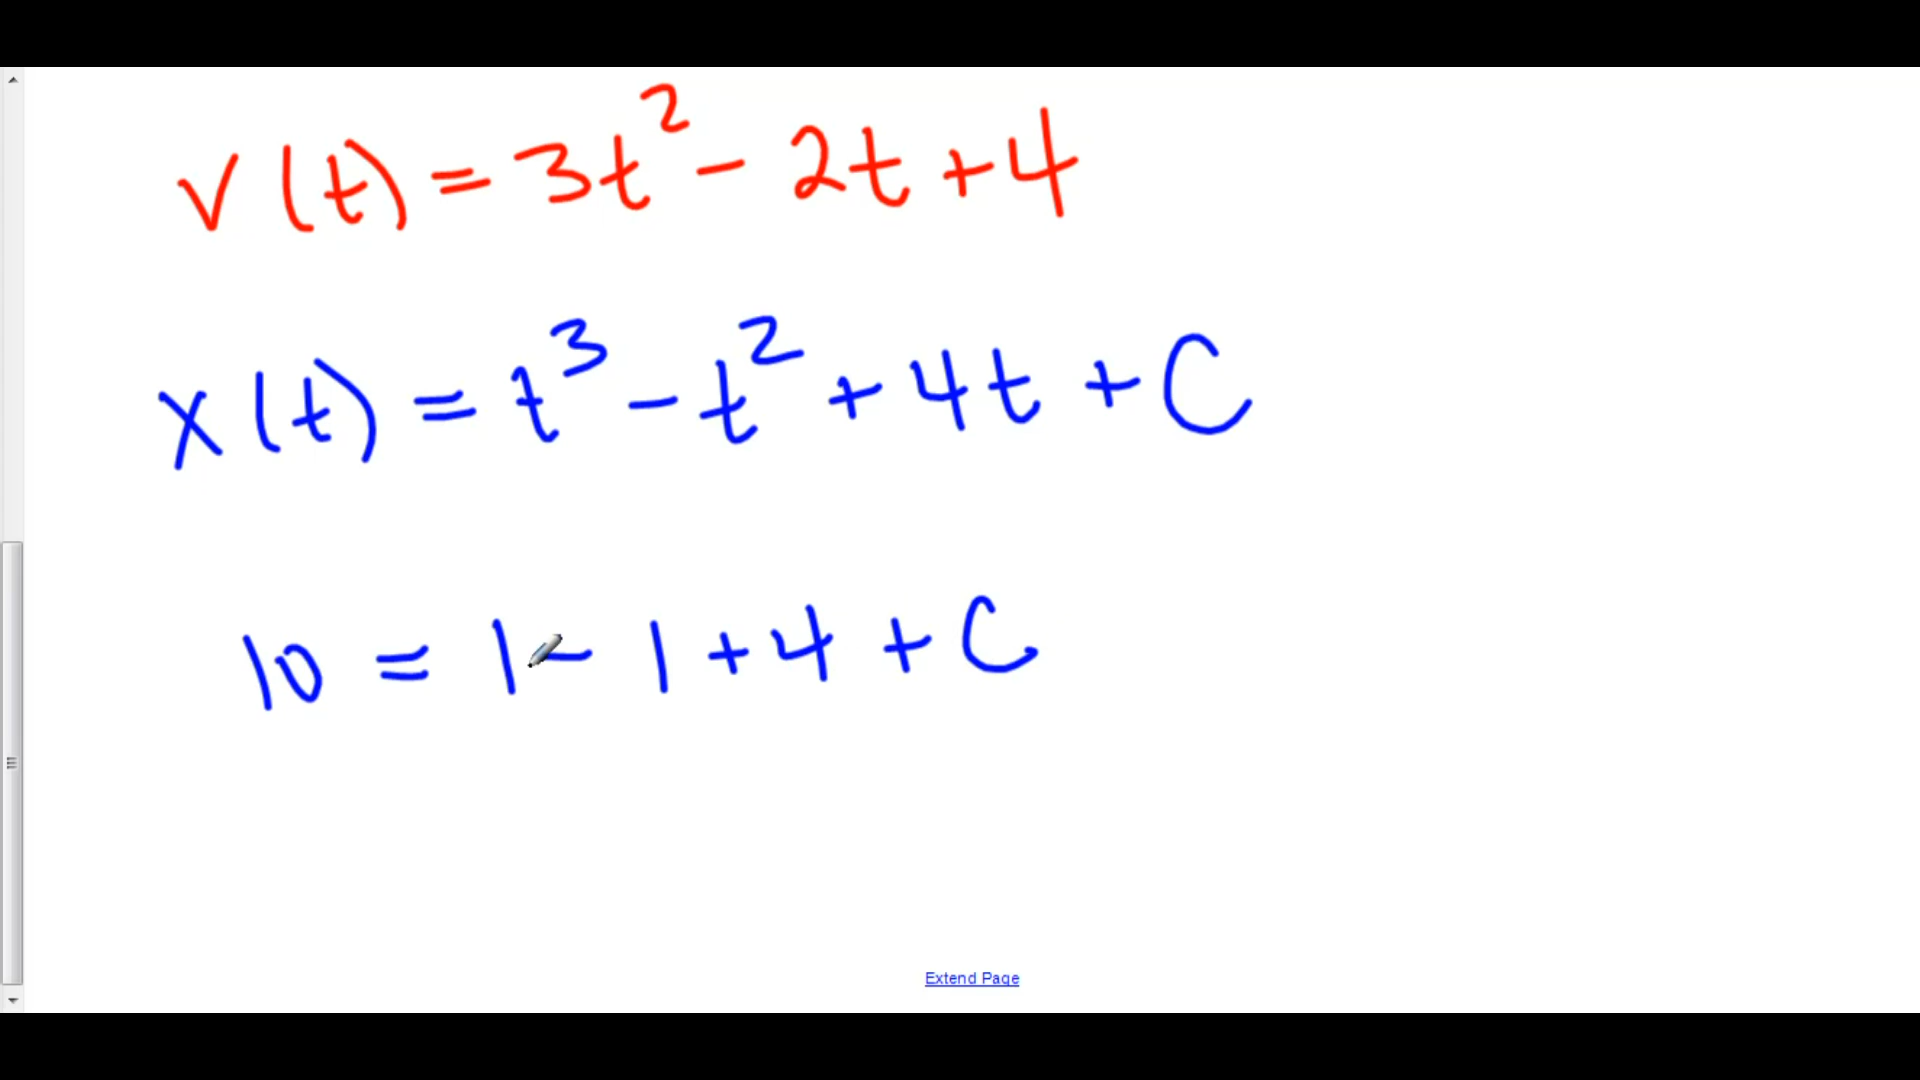 v(t) = 3t² - 2t + 4
x(t) = t³ - t² + 4t + C
10 = 1 - 1 + 4 + C
Extend Page